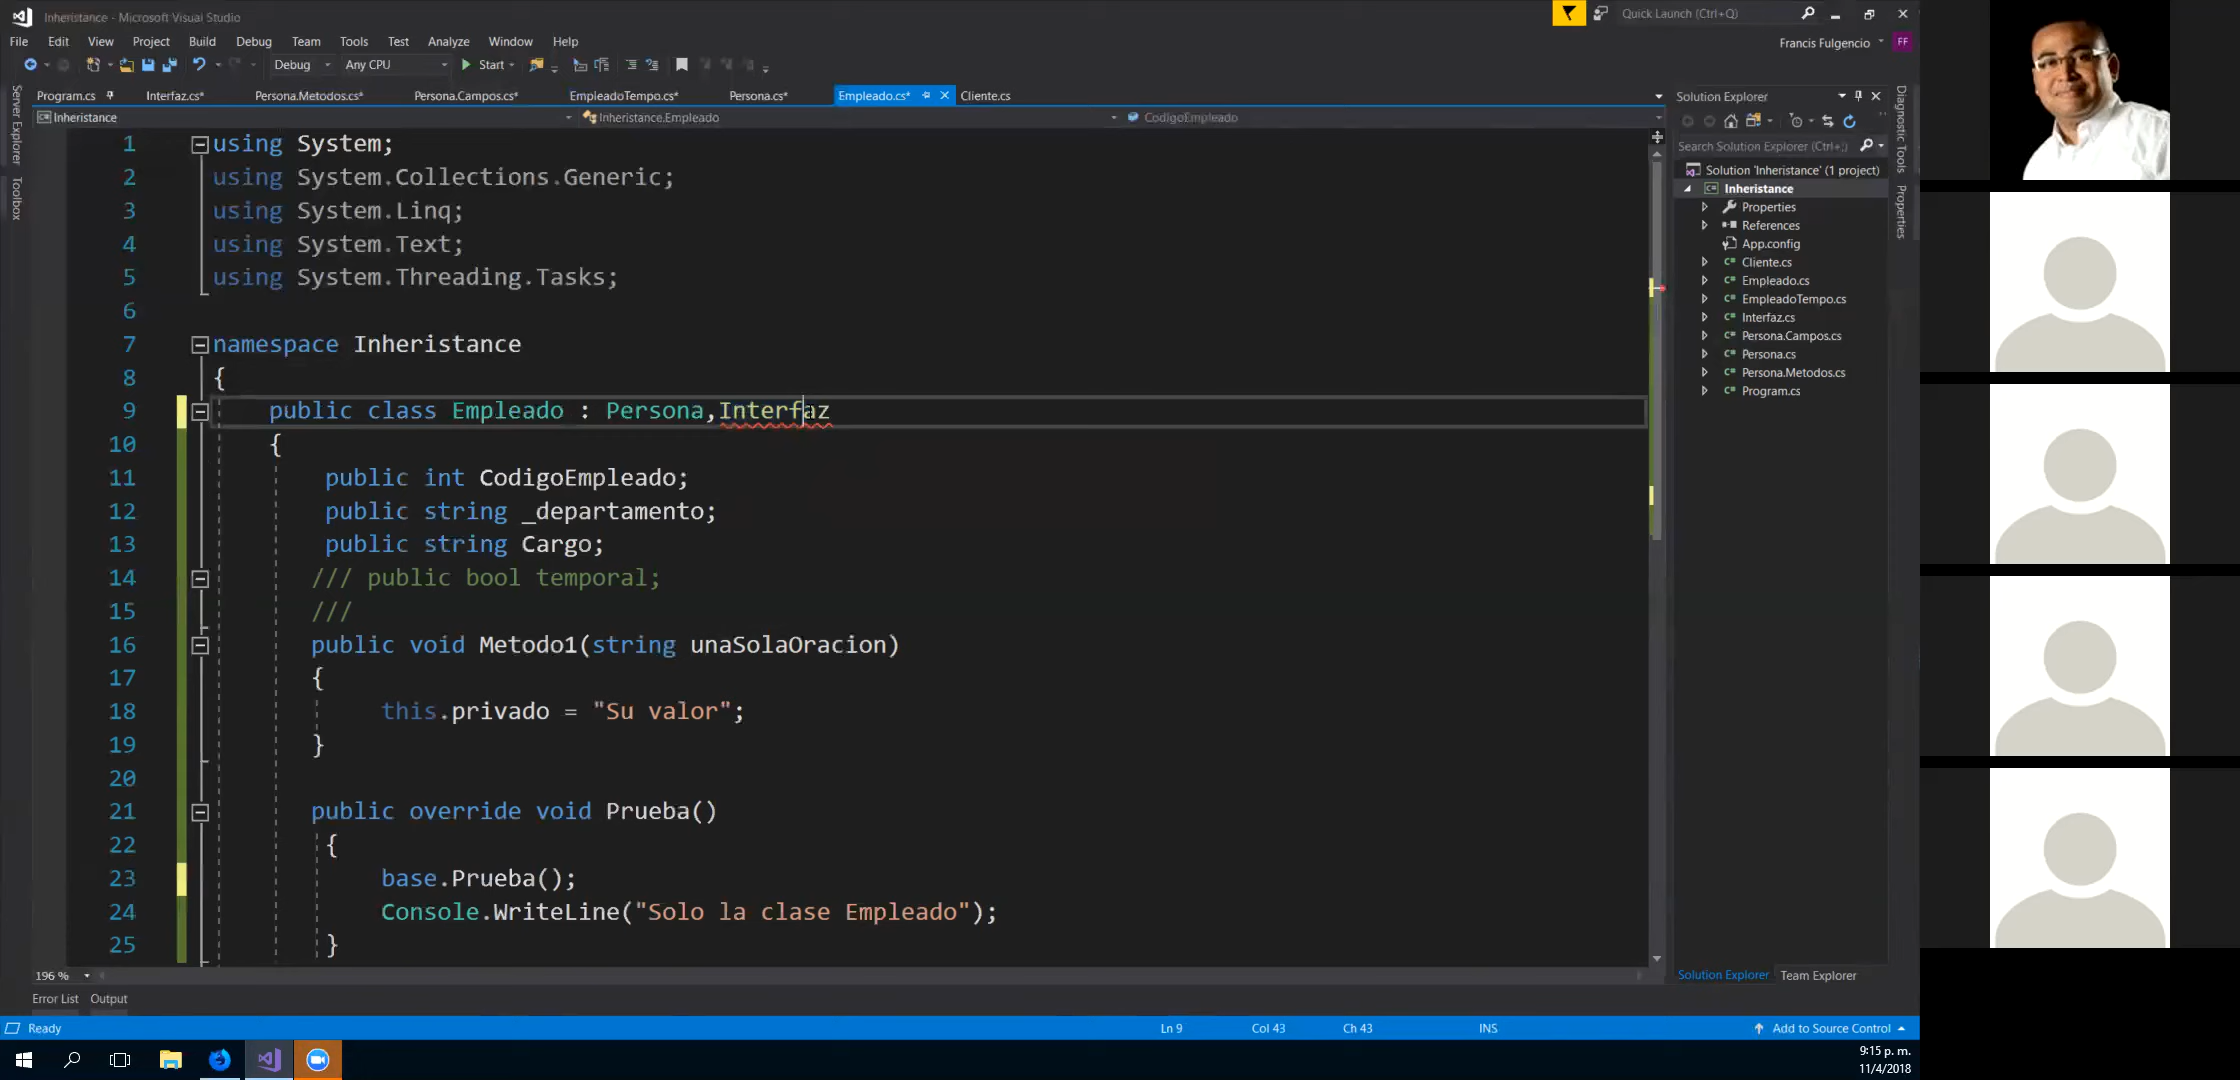 Inheristance - Microsoft Visual Studio
Quick Launch (Ctrl+Q)
File Edit View Project Build Debug Team Tools Test Analyze Window Help
Francis Fulgencio
FF
Debug Any CPU Start
Program.cs Interfaz.cs* Persona.Metodos.cs* Persona.Campos.cs* EmpleadoTempo.cs* Persona.cs* Empleado.cs* Cliente.cs
Inheristance Inheristance.Empleado CodigoEmpleado
Server Explorer
Toolbox
1 using System;
2 using System.Collections.Generic;
3 using System.Linq;
4 using System.Text;
5 using System.Threading.Tasks;
6
7 namespace Inheristance
8 {
9 public class Empleado : Persona,Interfaz
10 {
11 public int CodigoEmpleado;
12 public string _departamento;
13 public string Cargo;
14 /// public bool temporal;
15 ///
16 public void Metodo1(string unaSolaOracion)
17 {
18 this.privado = "Su valor";
19 }
20
21 public override void Prueba()
22 {
23 base.Prueba();
24 Console.WriteLine("Solo la clase Empleado");
25 }
196 %
Solution Explorer
Search Solution Explorer (Ctrl+;)
Solution 'Inheristance' (1 project)
Inheristance
Properties
References
App.config
C# Cliente.cs
C# Empleado.cs
C# EmpleadoTempo.cs
C# Interfaz.cs
C# Persona.Campos.cs
C# Persona.cs
C# Persona.Metodos.cs
C# Program.cs
Solution Explorer Team Explorer
Diagnostic Tools
Properties
Error List Output
Ready Ln 9 Col 43 Ch 43 INS Add to Source Control
9:15 p. m.
11/4/2018